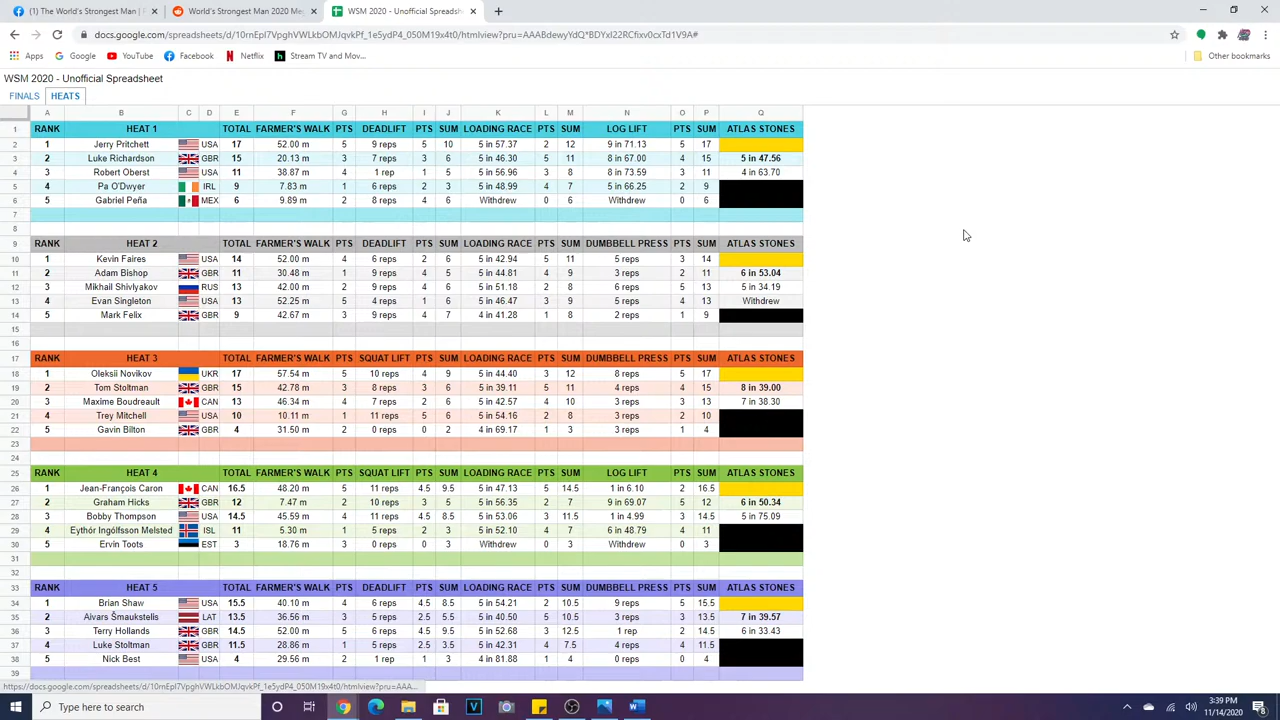 (1) The World's Strongest Man |
World's Strongest Man 2020 Meg
WSM 2020 - Unofficial Spreadsh
Other bookmarks
Apps Google YouTube Facebook Netflix Stream TV and Mov...
WSM 2020 - Unofficial Spreadsheet
FINALS HEATS
A B C D E F G H I J K L M N O P Q
1 RANK HEAT 1 TOTAL FARMER'S WALK PTS DEADLIFT PTS SUM LOADING RACE PTS SUM LOG LIFT PTS SUM ATLAS STONES
2 1 Jerry Pritchett USA 17 52.00 m 5 9 reps 5 10 5 in 57.37 2 12 9 in 71.13 5 17
3 2 Luke Richardson GBR 15 20.13 m 3 7 reps 3 6 5 in 46.30 5 11 8 in 67.00 4 15 5 in 47.56
4 3 Robert Oberst USA 11 38.87 m 4 1 rep 1 5 5 in 56.96 3 8 8 in 73.59 3 11 4 in 63.70
5 4 Pa O'Dwyer IRL 9 7.83 m 1 6 reps 2 3 5 in 48.99 4 7 5 in 66.25 2 9
6 5 Gabriel Peña MEX 6 9.89 m 2 8 reps 4 6 Withdrew 0 6 Withdrew 0 6
7
8
9 RANK HEAT 2 TOTAL FARMER'S WALK PTS DEADLIFT PTS SUM LOADING RACE PTS SUM DUMBBELL PRESS PTS SUM ATLAS STONES
10 1 Kevin Faires USA 14 52.00 m 4 6 reps 2 6 5 in 42.94 5 11 5 reps 3 14
11 2 Adam Bishop GBR 11 30.48 m 1 9 reps 4 5 5 in 44.81 4 9 3 reps 2 11 6 in 53.04
12 3 Mikhail Shivlyakov RUS 13 42.00 m 2 9 reps 4 6 5 in 51.18 2 8 6 reps 5 13 5 in 34.19
13 4 Evan Singleton USA 13 52.25 m 5 4 reps 1 6 5 in 46.47 3 9 5 reps 4 13 Withdrew
14 5 Mark Felix GBR 9 42.67 m 3 9 reps 4 7 4 in 41.28 1 8 2 reps 1 9
15
16
17 RANK HEAT 3 TOTAL FARMER'S WALK PTS SQUAT LIFT PTS SUM LOADING RACE PTS SUM DUMBBELL PRESS PTS SUM ATLAS STONES
18 1 Oleksii Novikov UKR 17 57.54 m 5 10 reps 4 9 5 in 44.40 3 12 8 reps 5 17
19 2 Tom Stoltman GBR 15 42.78 m 3 8 reps 3 6 5 in 39.11 5 11 4 reps 4 15 8 in 39.00
20 3 Maxime Boudreault CAN 13 46.34 m 4 7 reps 2 6 5 in 42.57 4 10 3 reps 3 13 7 in 38.30
21 4 Trey Mitchell USA 10 10.11 m 1 11 reps 5 6 5 in 54.16 2 8 3 reps 2 10
22 5 Gavin Bilton GBR 4 31.50 m 2 0 reps 0 2 4 in 69.17 1 3 3 reps 1 4
23
24
25 RANK HEAT 4 TOTAL FARMER'S WALK PTS SQUAT LIFT PTS SUM LOADING RACE PTS SUM LOG LIFT PTS SUM ATLAS STONES
26 1 Jean-François Caron CAN 16.5 48.20 m 5 11 reps 4.5 9.5 5 in 47.13 5 14.5 1 in 6.10 2 16.5
27 2 Graham Hicks GBR 12 7.47 m 2 10 reps 3 5 5 in 56.35 2 7 9 in 69.07 5 12 6 in 50.34
28 3 Bobby Thompson USA 14.5 45.59 m 4 11 reps 4.5 8.5 5 in 53.06 3 11.5 1 in 4.99 3 14.5 5 in 75.09
29 4 Eythór Ingólfsson Melsted ISL 11 5.30 m 1 5 reps 2 3 5 in 52.10 4 7 6 in 48.79 4 11
30 5 Ervin Toots EST 3 18.76 m 3 0 reps 0 3 Withdrew 0 3 Withdrew 0 3
31
32
33 RANK HEAT 5 TOTAL FARMER'S WALK PTS DEADLIFT PTS SUM LOADING RACE PTS SUM DUMBBELL PRESS PTS SUM ATLAS STONES
34 1 Brian Shaw USA 15.5 40.10 m 4 6 reps 4.5 8.5 5 in 54.21 2 10.5 9 reps 5 15.5
35 2 Aivars Šmaukstelis LAT 13.5 36.56 m 3 5 reps 2.5 5.5 5 in 40.50 5 10.5 3 reps 3 13.5 7 in 39.57
36 3 Terry Hollands GBR 14.5 52.00 m 5 6 reps 4.5 9.5 5 in 52.68 3 12.5 1 rep 2 14.5 6 in 33.43
37 4 Luke Stoltman GBR 11.5 28.86 m 1 5 reps 2.5 3.5 5 in 42.31 4 7.5 4 reps 4 11.5
38 5 Nick Best USA 4 29.56 m 2 1 rep 1 3 4 in 81.88 1 4 0 reps 0 4
39
Type here to search
3:39 PM
11/14/2020